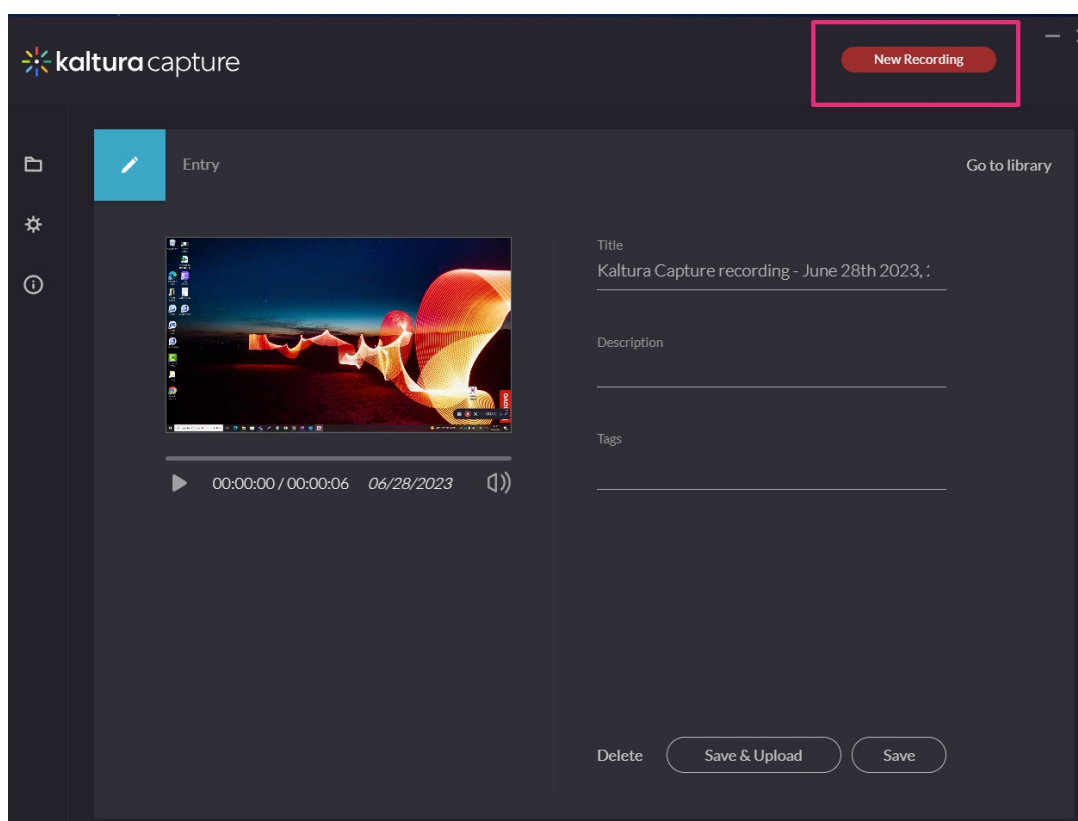 kaltura capture
New Recording
Entry
Go to library
Title
Kaltura Capture recording - June 28th 2023, :
Description
Tags
00:00:00 / 00:00:06 06/28/2023
Delete
Save & Upload
Save